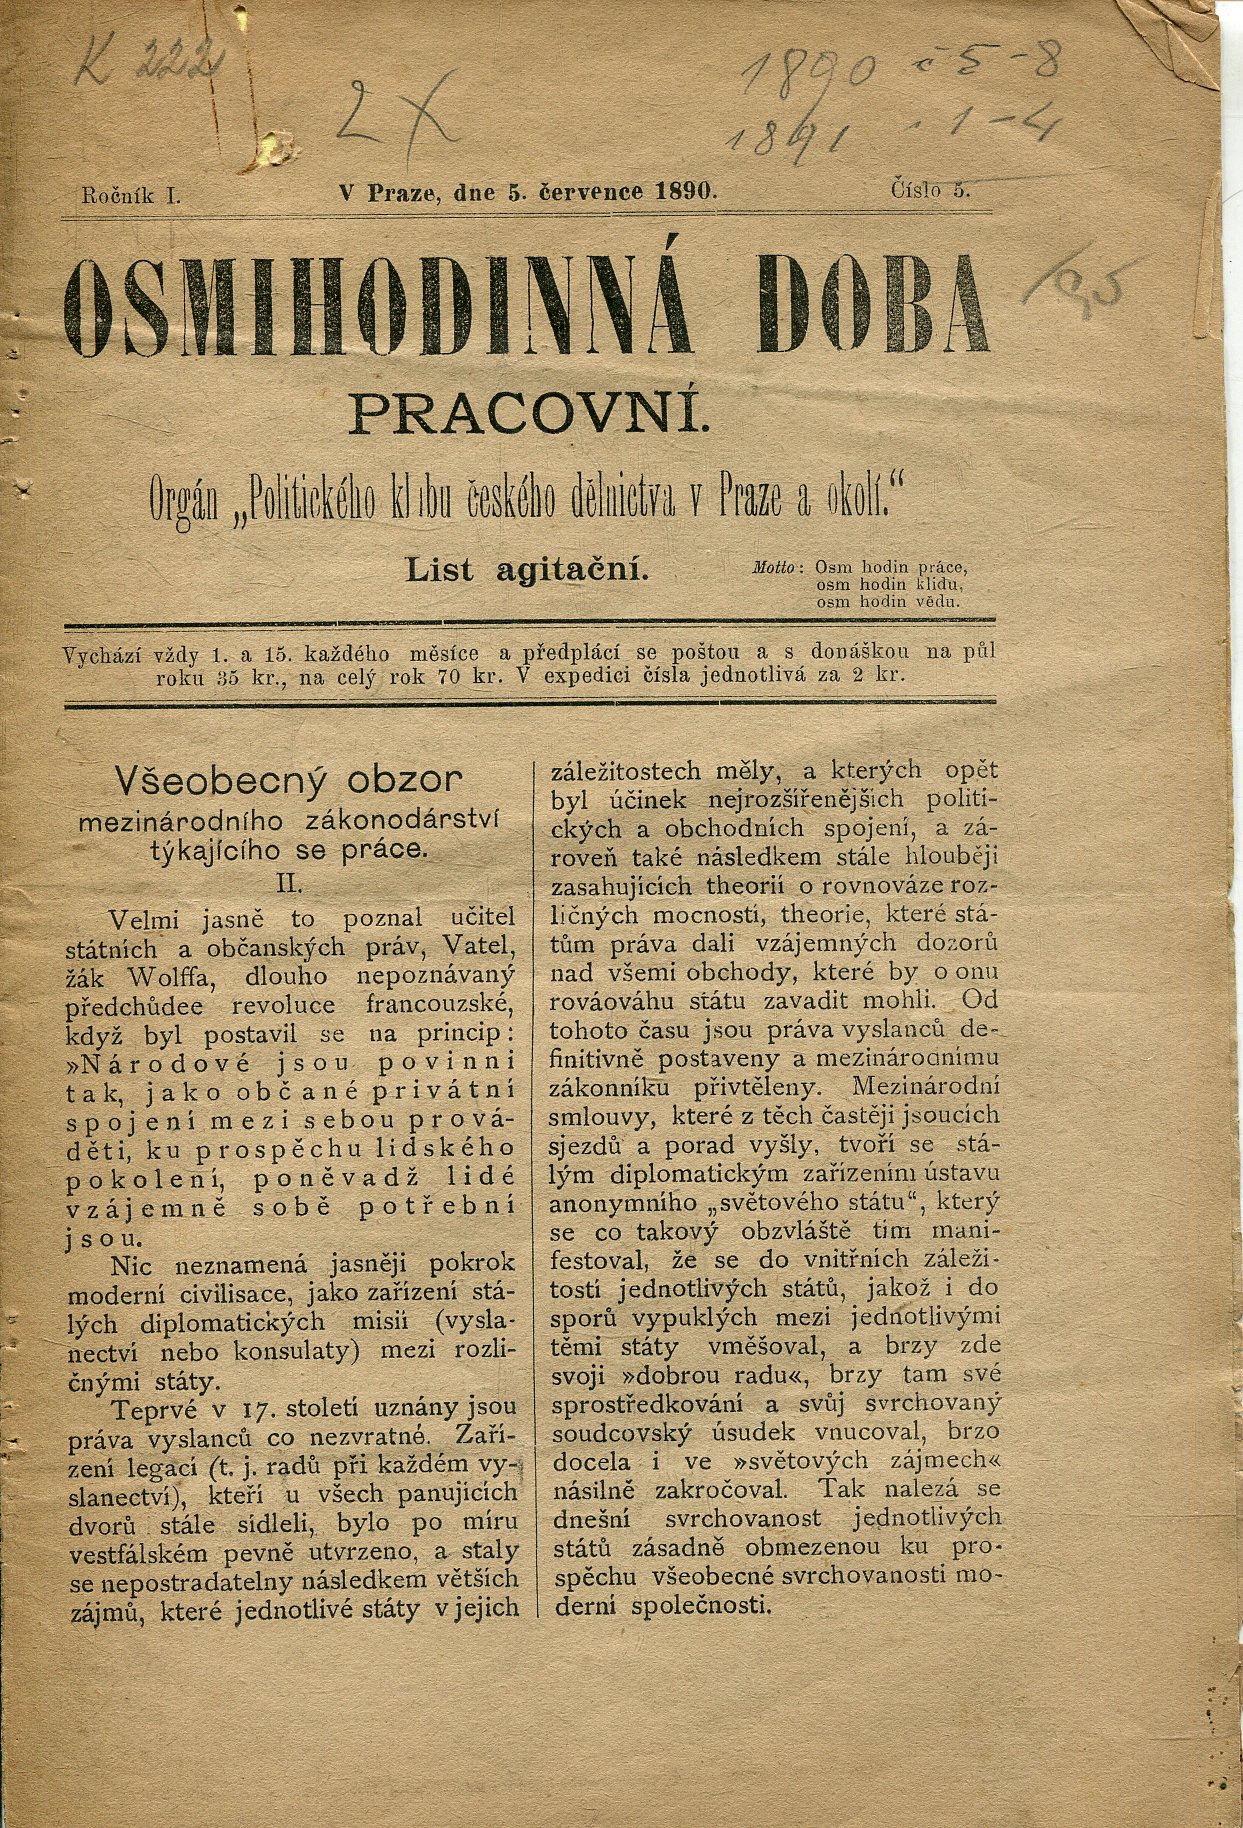 K 222
2X
1890 č 5-8
1891 . 1-4
Ročník I.
V Praze, dne 5. července 1890.
Číslo 5.
OSMIHODINNÁ DOBA
PRACOVNÍ.
Orgán „Politického klubu českého dělnictva v Praze a okolí.“
List agitační.
Motto: Osm hodin práce,
osm hodin klidu,
osm hodin vědu.
Vychází vždy 1. a 15. každého měsíce a předplácí se poštou a s donáškou na půl
roku 35 kr., na celý rok 70 kr. V expedici čísla jednotlivá za 2 kr.
Všeobecný obzor
mezinárodního zákonodárství
týkajícího se práce.
II.
Velmi jasně to poznal učitel
státních a občanských práv, Vatel,
žák Wolffa, dlouho nepoznávaný
předchůdee revoluce francouzské,
když byl postavil se na princip:
»Národové jsou povinni
tak, jako občané privátní
spojení mezi sebou prová-
děti, ku prospěchu lidského
pokolení, poněvadž lidé
vzájemně sobě potřební
jsou.
Nic neznamená jasněji pokrok
moderní civilisace, jako zařízení stá-
lých diplomatických misií (vysla-
nectví nebo konsulaty) mezi rozli-
čnými státy.
Teprvé v 17. století uznány jsou
práva vyslanců co nezvratné. Zaří-
zení legací (t. j. radů při každém vy-
slanectví), kteří u všech panujících
dvorů stále sídleli, bylo po míru
vestfálském pevně utvrzeno, a staly
se nepostradatelny následkem větších
zájmů, které jednotlivé státy v jejich
záležitostech měly, a kterých opět
byl účinek nejrozšířenějších politi-
ckých a obchodních spojení, a zá-
roveň také následkem stále hlouběji
zasahujících theorií o rovnováze roz-
ličných mocností, theorie, které stá-
tům práva dali vzájemných dozorů
nad všemi obchody, které by o onu
rováováhu státu zavadit mohli. Od
tohoto času jsou práva vyslanců de-
finitivně postaveny a mezinárodnímu
zákonníku přivtěleny. Mezinárodní
smlouvy, které z těch častěji jsoucích
sjezdů a porad vyšly, tvoří se stá-
lým diplomatickým zařízením ústavu
anonymního „světového státu“, který
se co takový obzvláště tím mani-
festoval, že se do vnitřních záleži-
tostí jednotlivých států, jakož i do
sporů vypuklých mezi jednotlivými
těmi státy vměšoval, a brzy zde
svoji »dobrou radu«, brzy tam své
sprostředkování a svůj svrchovaný
soudcovský úsudek vnucoval, brzo
docela i ve »světových zájmech«
násilně zakročoval. Tak nalezá se
dnešní svrchovanost jednotlivých
států zásadně obmezenou ku pro-
spěchu všeobecné svrchovanosti mo-
derní společnosti.